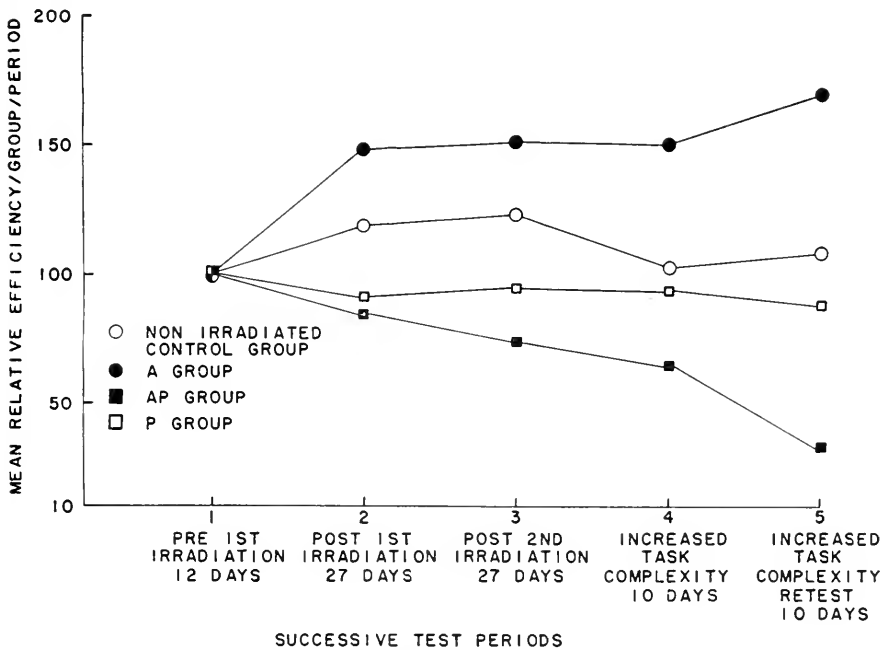 MEAN RELATIVE EFFICIENCY/GROUP/PERIOD
200
150
100
50
10
NON IRRADIATED
CONTROL GROUP
A GROUP
AP GROUP
P GROUP
1
2
3
4
5
PRE 1ST
IRRADIATION
12 DAYS
POST 1ST
IRRADIATION
27 DAYS
POST 2ND
IRRADIATION
27 DAYS
INCREASED
TASK
COMPLEXITY
10 DAYS
INCREASED
TASK
COMPLEXITY
RETEST
10 DAYS
SUCCESSIVE TEST PERIODS